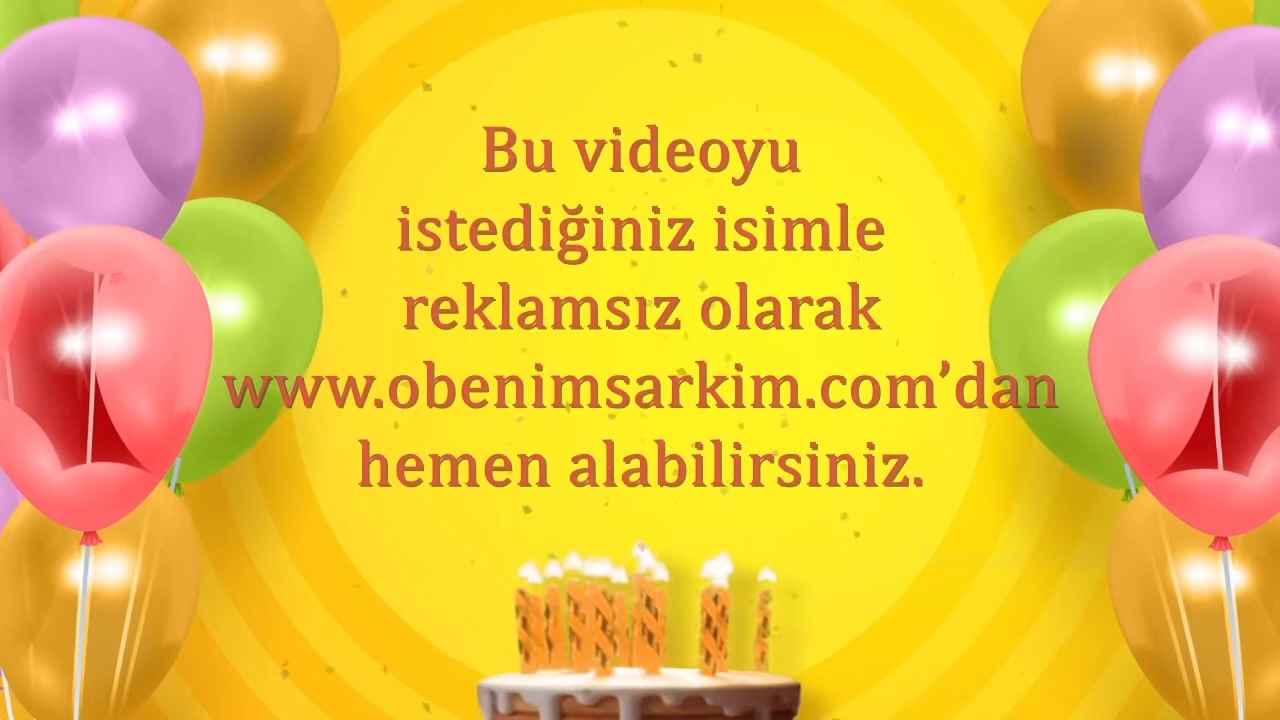 Bu videoyu
istediğiniz isimle
reklamsız olarak
www.obenimsarkim.com’dan
hemen alabilirsiniz.